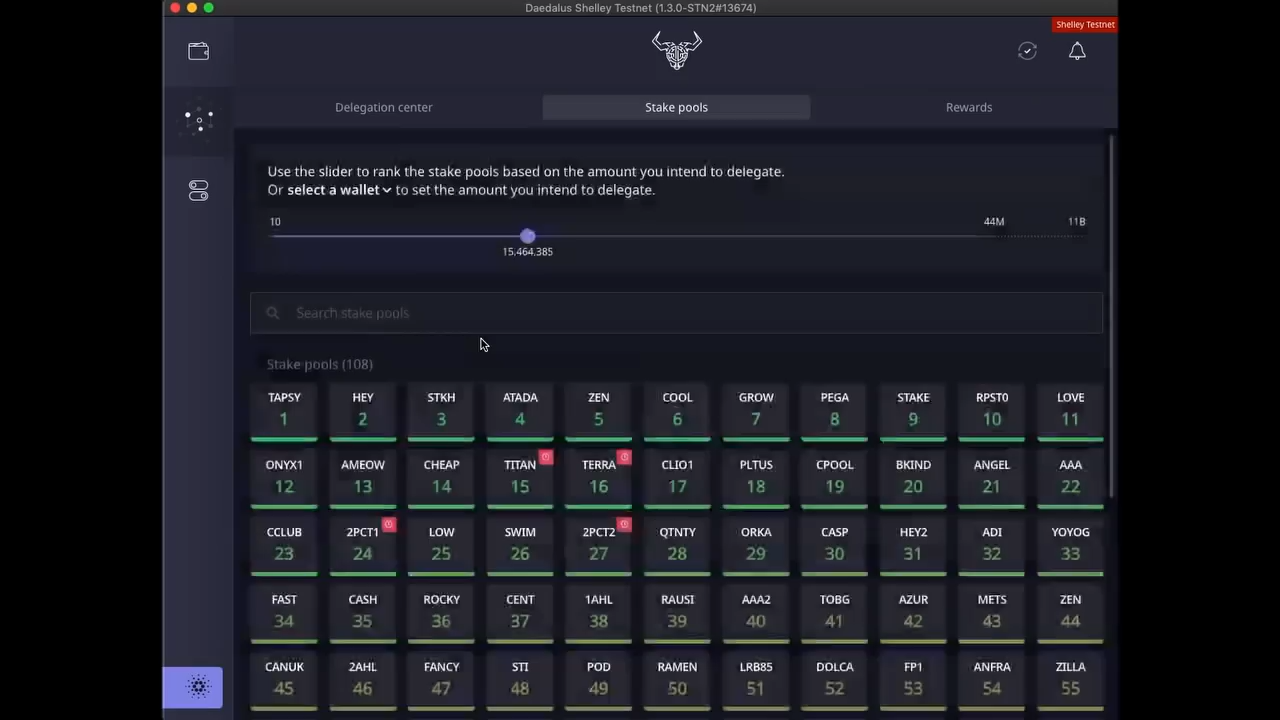 Daedalus Shelley Testnet (1.3.0-STN2#13674)
Shelley Testnet
Delegation center Stake pools Rewards
Use the slider to rank the stake pools based on the amount you intend to delegate.
Or select a wallet to set the amount you intend to delegate.
10 44M 11B
15,464,385
Search stake pools
Stake pools (108)
TAPSY HEY STKH ATADA ZEN COOL GROW PEGA STAKE RPST0 LOVE
1 2 3 4 5 6 7 8 9 10 11
ONYX1 AMEOW CHEAP TITAN TERRA CLIO1 PLTUS CPOOL BKIND ANGEL AAA
12 13 14 15 16 17 18 19 20 21 22
CCLUB 2PCT1 LOW SWIM 2PCT2 QTNTY ORKA CASP HEY2 ADI YOYOG
23 24 25 26 27 28 29 30 31 32 33
FAST CASH ROCKY CENT 1AHL RAUSI AAA2 TOBG AZUR METS ZEN
34 35 36 37 38 39 40 41 42 43 44
CANUK 2AHL FANCY STI POD RAMEN LRB85 DOLCA FP1 ANFRA ZILLA
45 46 47 48 49 50 51 52 53 54 55